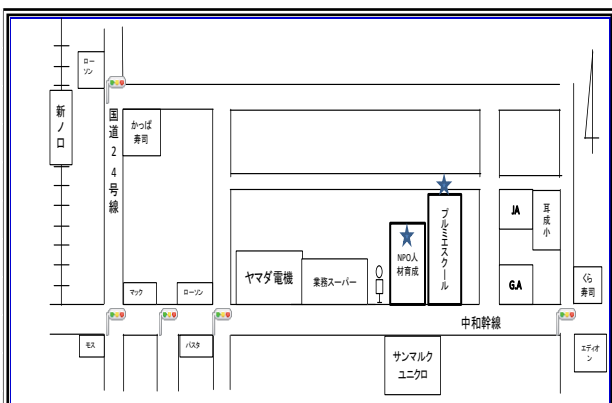 ロー
ソン
新ノロ
国道24号線
かっぱ
寿司
ヤマダ電機
業務スーパー
NPO人
材育成
プルミエスクール
JA
耳成小
G.A
くら
寿司
マック
ローソン
中和幹線
モス
パスタ
サンマルク
ユニクロ
エディオ
ン